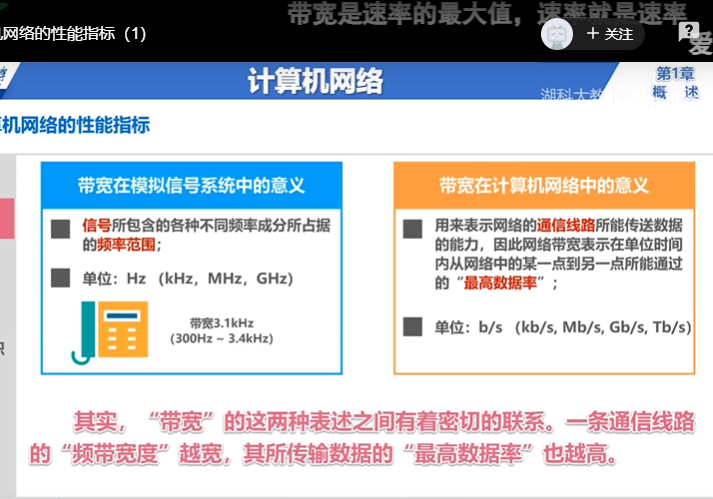 带宽是速率的最大值，速率就是速率
机网络的性能指标（1）
+ 关注
爱
计算机网络
第1章
概 述
湖科大教
机网络的性能指标
带宽在模拟信号系统中的意义
信号所包含的各种不同频率成分所占据
的频率范围；
单位：Hz （kHz，MHz，GHz）
带宽3.1kHz
（300Hz ~ 3.4kHz）
带宽在计算机网络中的意义
用来表示网络的通信线路所能传送数据
的能力，因此网络带宽表示在单位时间
内从网络中的某一点到另一点所能通过
的“最高数据率”；
单位：b/s （kb/s, Mb/s, Gb/s, Tb/s）
其实，“带宽”的这两种表述之间有着密切的联系。一条通信线路
的“频带宽度”越宽，其所传输数据的“最高数据率”也越高。